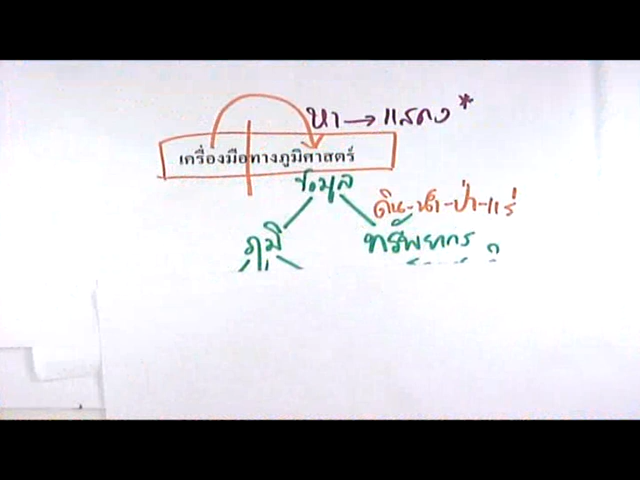 หา → แสดง *
เครื่องมือทางภูมิศาสตร์
ข้อมูล
ดิน-น้ำ-ป่า-แร่
ภูมิ ทรัพยากร